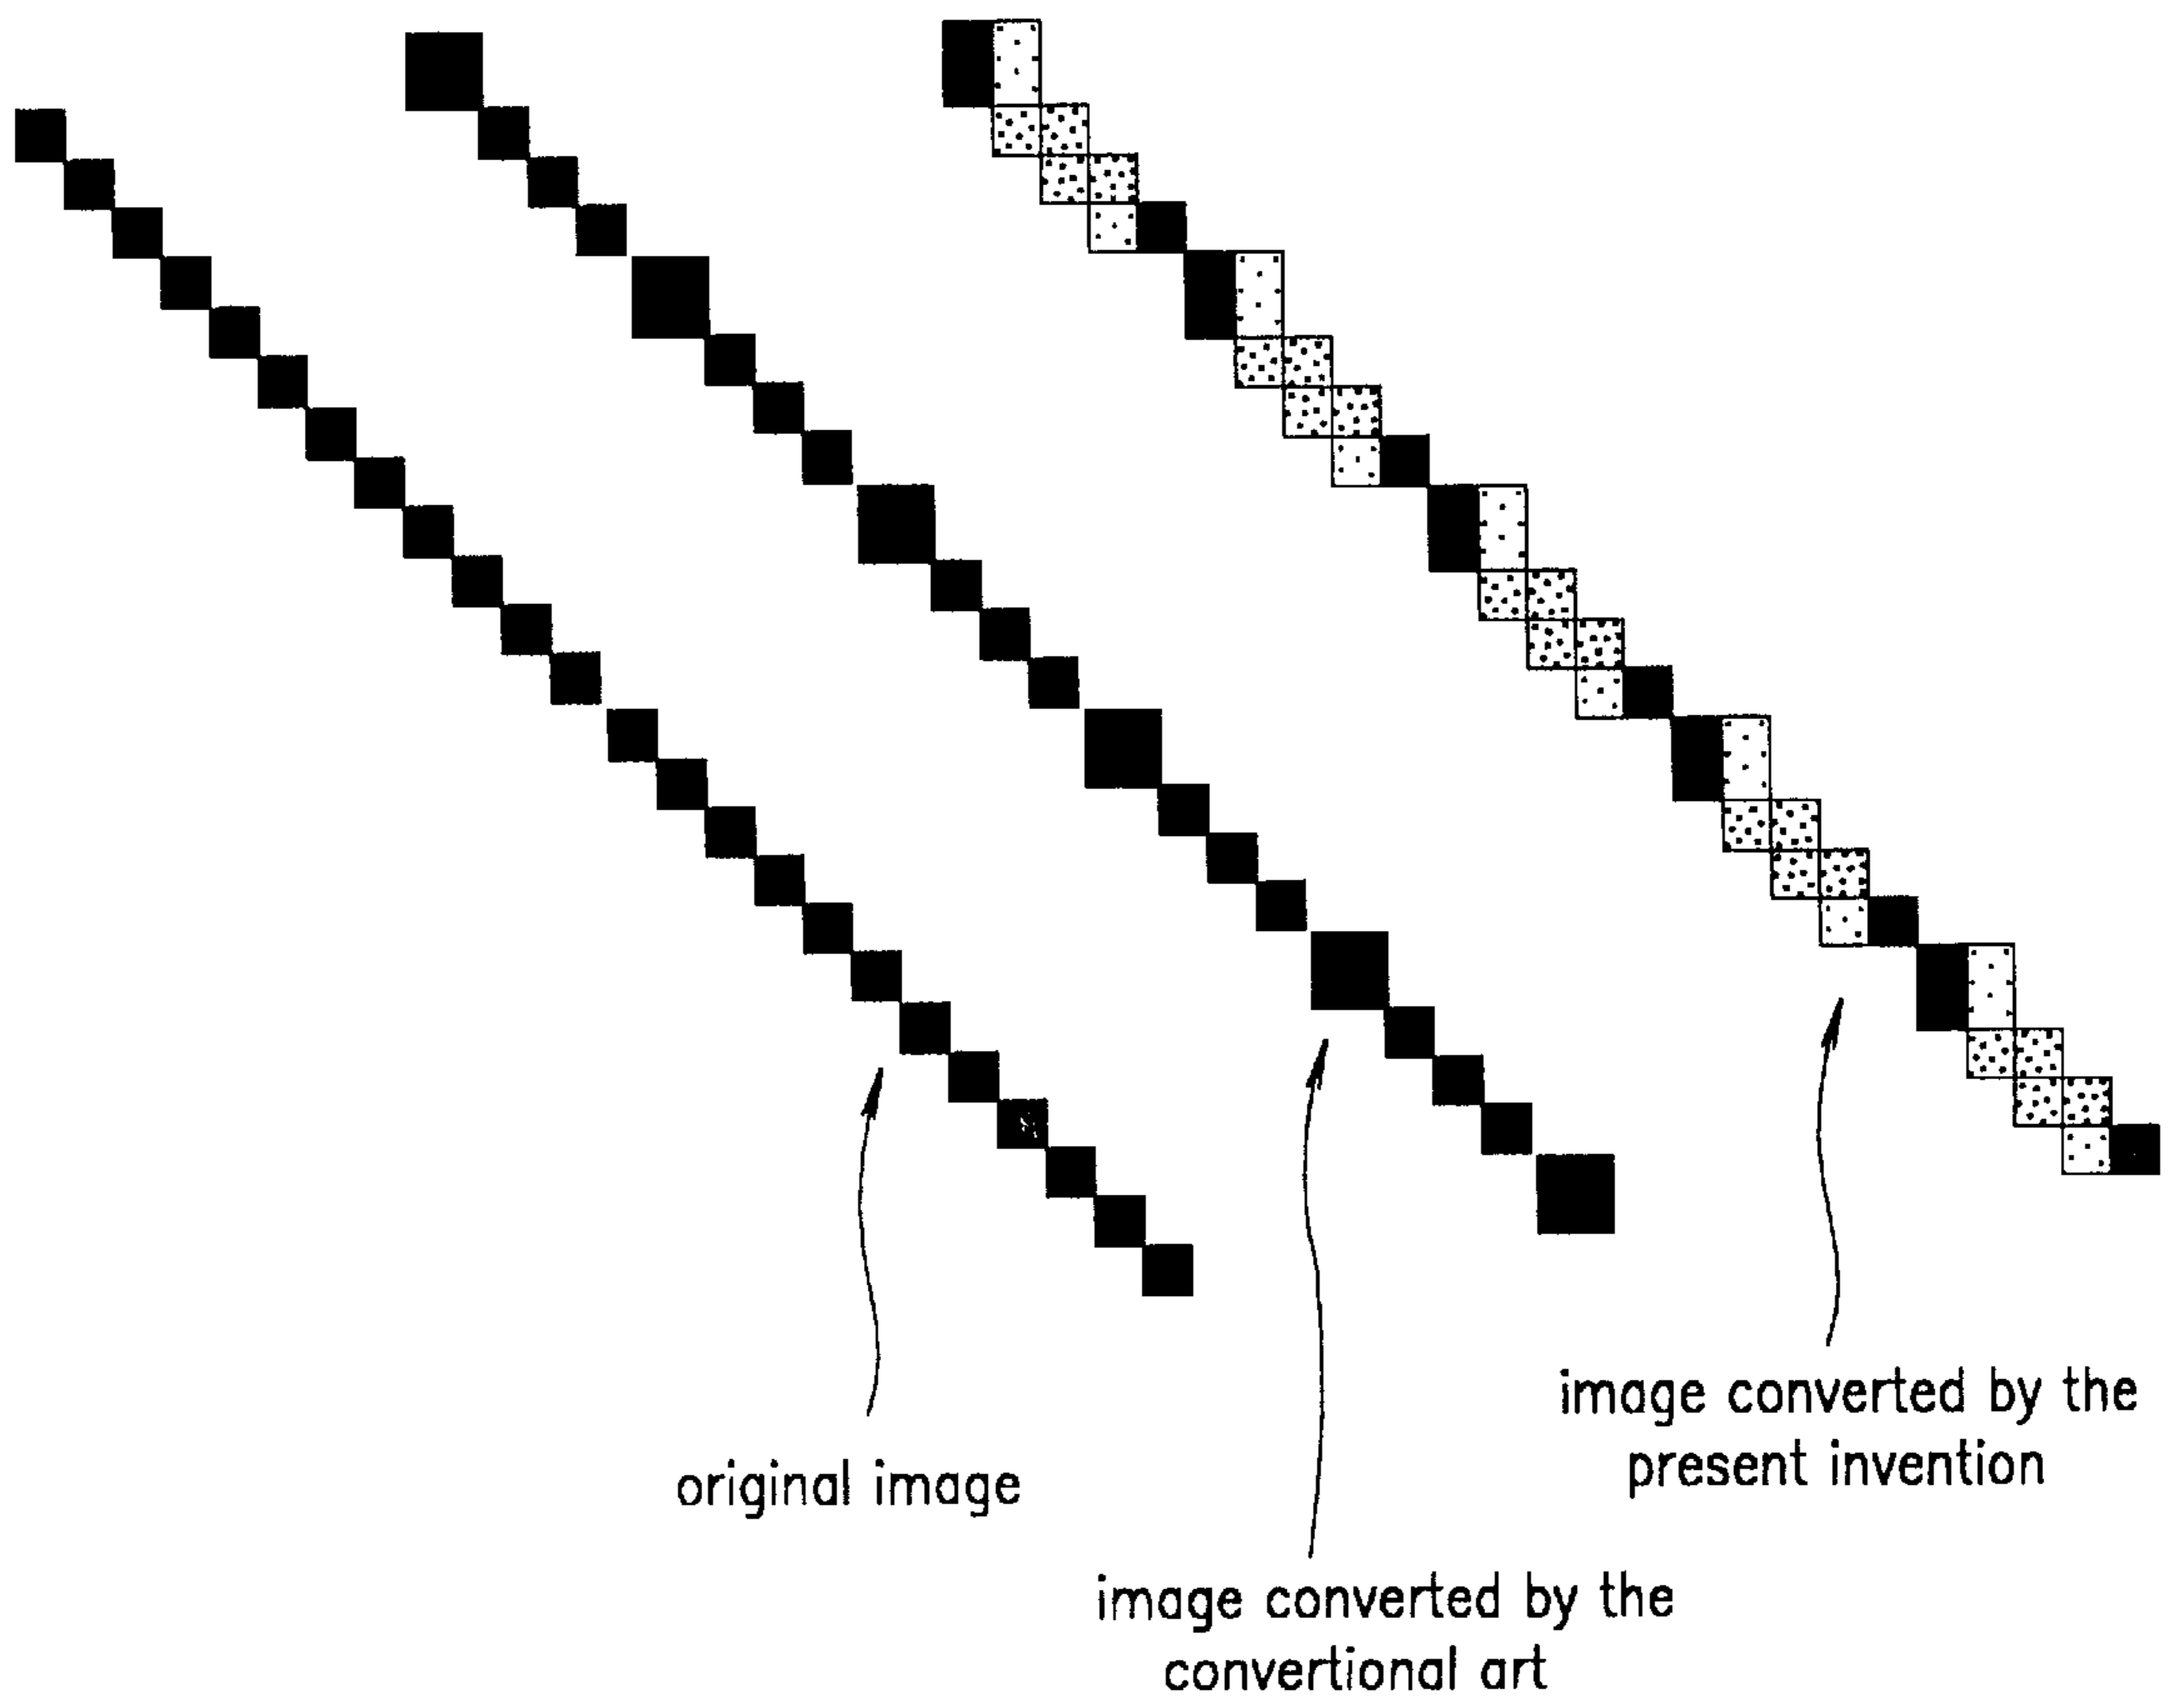 original image
image converted by the
convertional art
image converted by the
present invention